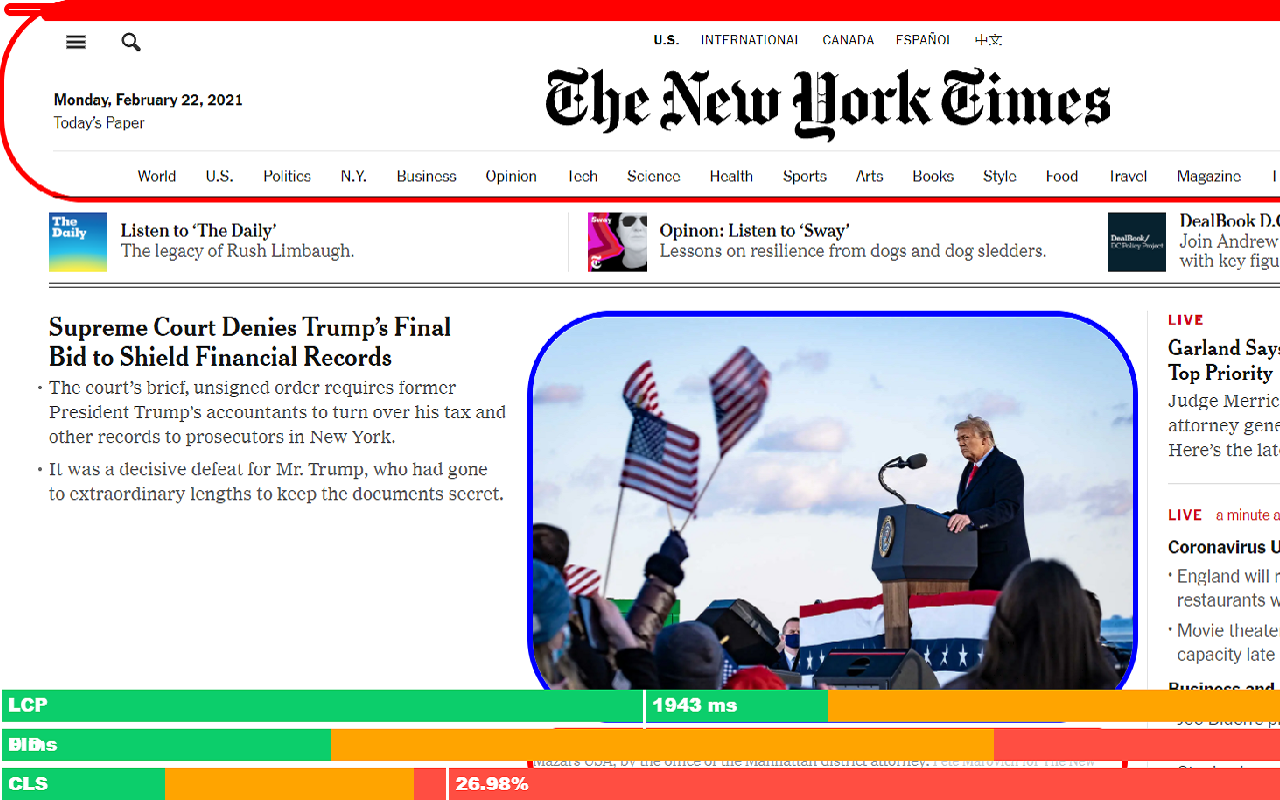 U.S. INTERNATIONAL CANADA ESPAÑOL 中文
Monday, February 22, 2021
Today's Paper
The New York Times
World U.S. Politics N.Y. Business Opinion Tech Science Health Sports Arts Books Style Food Travel Magazine
The Daily
Listen to ‘The Daily’
The legacy of Rush Limbaugh.
Sway
Opinon: Listen to ‘Sway’
Lessons on resilience from dogs and dog sledders.
DealBook/
DC Policy Project
DealBook D.C
Join Andrew
with key figu
Supreme Court Denies Trump’s Final
Bid to Shield Financial Records
• The court’s brief, unsigned order requires former
President Trump’s accountants to turn over his tax and
other records to prosecutors in New York.
• It was a decisive defeat for Mr. Trump, who had gone
to extraordinary lengths to keep the documents secret.
LIVE
Garland Says
Top Priority
Judge Merric
attorney gene
Here’s the late
LIVE a minute a
Coronavirus U
• England will r
restaurants w
• Movie theate
capacity late
Business and
LCP 1943 ms
Mazars USA, by the office of the Manhattan district attorney. Pete Marovich for The New
CLS 26.98%